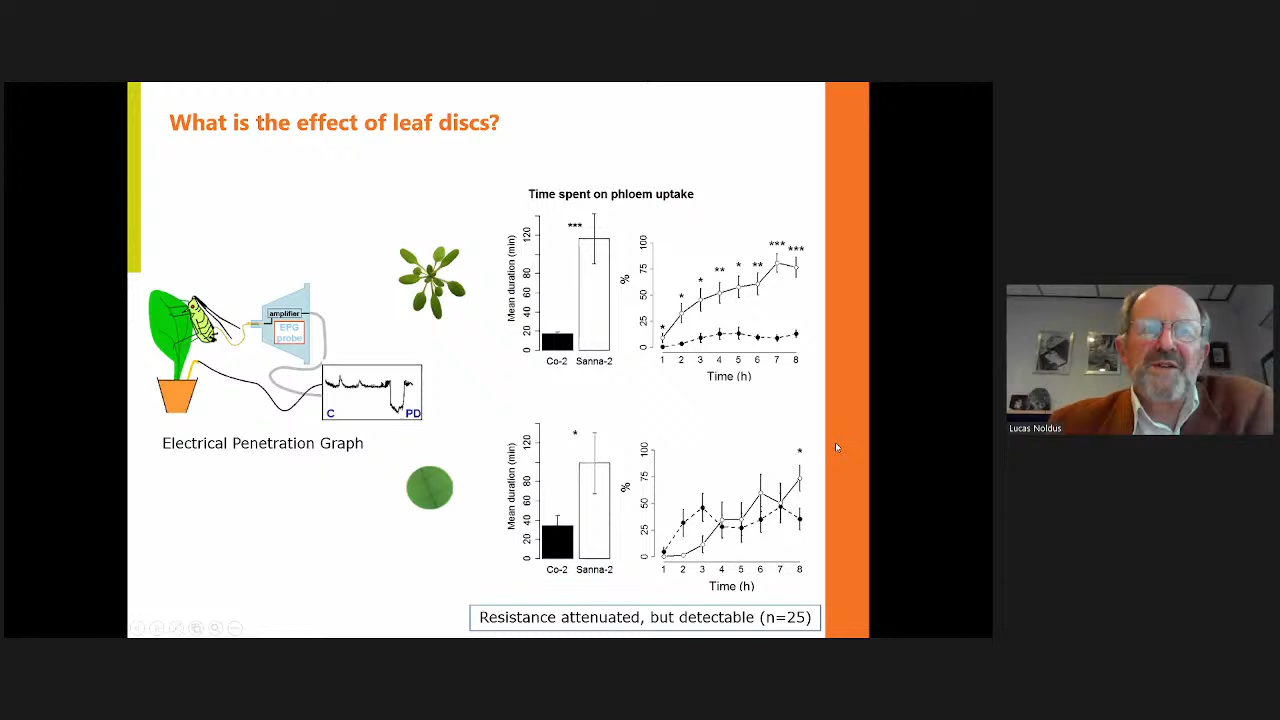 What is the effect of leaf discs?
Time spent on phloem uptake
Mean duration (min)
0 20 40 60 80 120
***
Co-2 Sanna-2
%
0 25 50 75 100
* * * ** * ** *** ***
1 2 3 4 5 6 7 8
Time (h)
amplifier
EPG
probe
C PD
Electrical Penetration Graph
Mean duration (min)
0 20 40 60 80 120
*
Co-2 Sanna-2
%
0 25 50 75 100
*
1 2 3 4 5 6 7 8
Time (h)
Resistance attenuated, but detectable (n=25)
Lucas Noldus